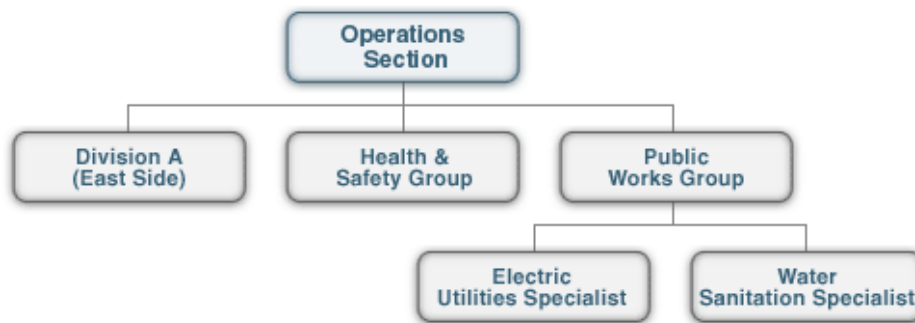 Operations
Section
Division A
(East Side)
Health &
Safety Group
Public
Works Group
Electric
Utilities Specialist
Water
Sanitation Specialist